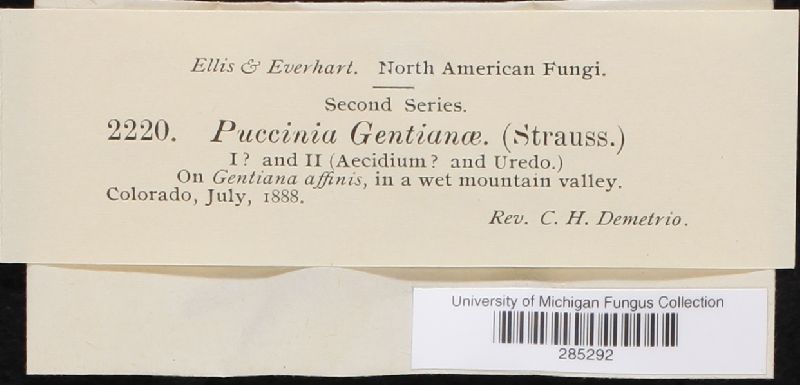 Ellis & Everhart. North American Fungi.
Second Series.
2220. Puccinia Gentianæ. (Strauss.)
I? and II (Aecidium? and Uredo.)
On Gentiana affinis, in a wet mountain valley.
Colorado, July, 1888.
Rev. C. H. Demetrio.
University of Michigan Fungus Collection
285292